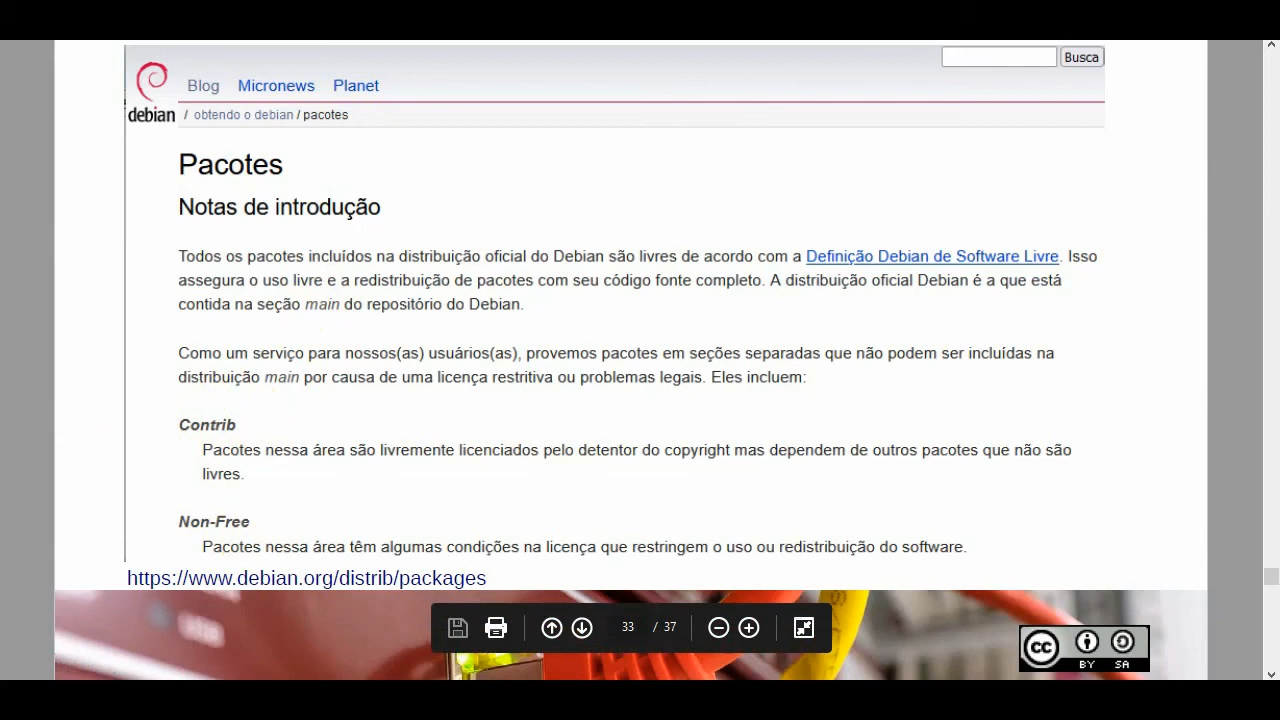 Busca
Blog Micronews Planet
debian / obtendo o debian / pacotes
Pacotes
Notas de introdução
Todos os pacotes incluídos na distribuição oficial do Debian são livres de acordo com a Definição Debian de Software Livre. Isso
assegura o uso livre e a redistribuição de pacotes com seu código fonte completo. A distribuição oficial Debian é a que está
contida na seção main do repositório do Debian.
Como um serviço para nossos(as) usuários(as), provemos pacotes em seções separadas que não podem ser incluídas na
distribuição main por causa de uma licença restritiva ou problemas legais. Eles incluem:
Contrib
Pacotes nessa área são livremente licenciados pelo detentor do copyright mas dependem de outros pacotes que não são
livres.
Non-Free
Pacotes nessa área têm algumas condições na licença que restringem o uso ou redistribuição do software.
https://www.debian.org/distrib/packages
33 / 37
cc BY SA